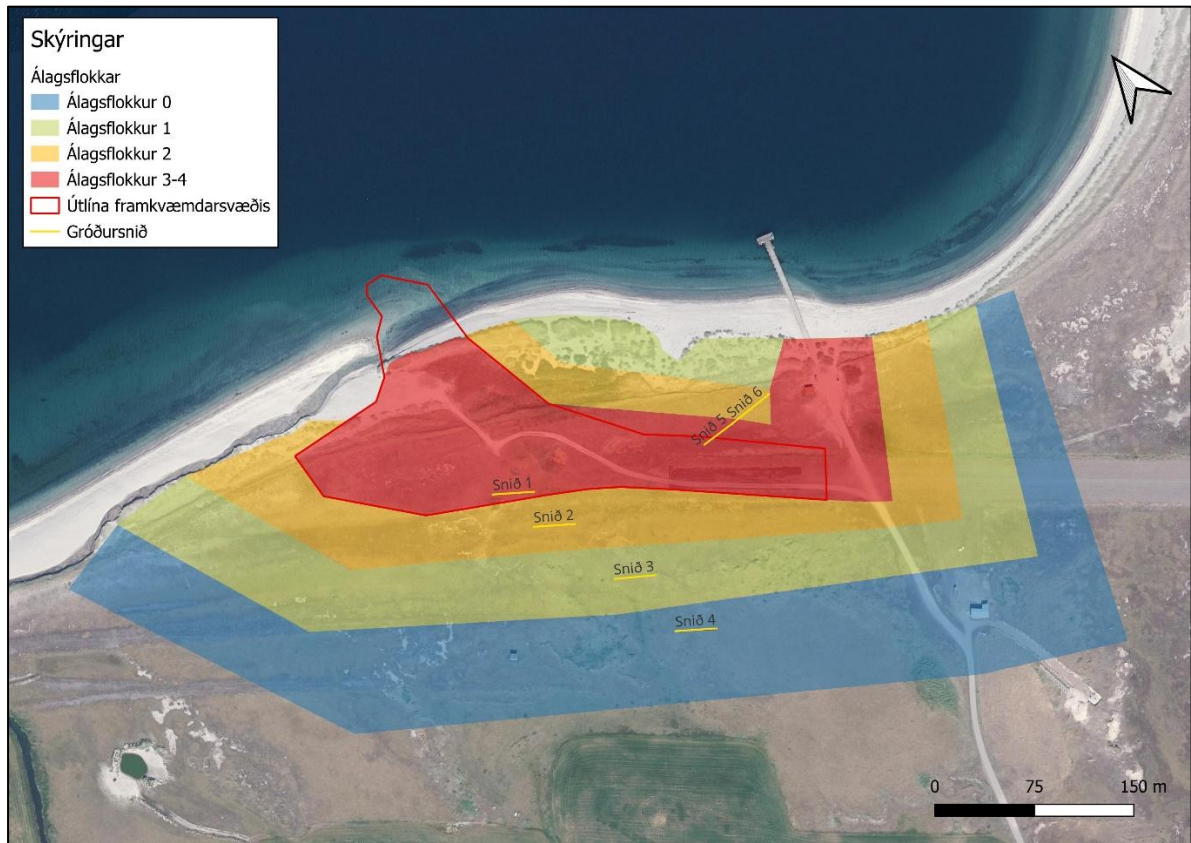 Skýringar
Álagsflokkar
Álagsflokkur 0
Álagsflokkur 1
Álagsflokkur 2
Álagsflokkur 3-4
Útlína framkvæmdarsvæðis
Gróðursnið
Snið 5 Snið 6
Snið 1
Snið 2
Snið 3
Snið 4
0 75 150 m